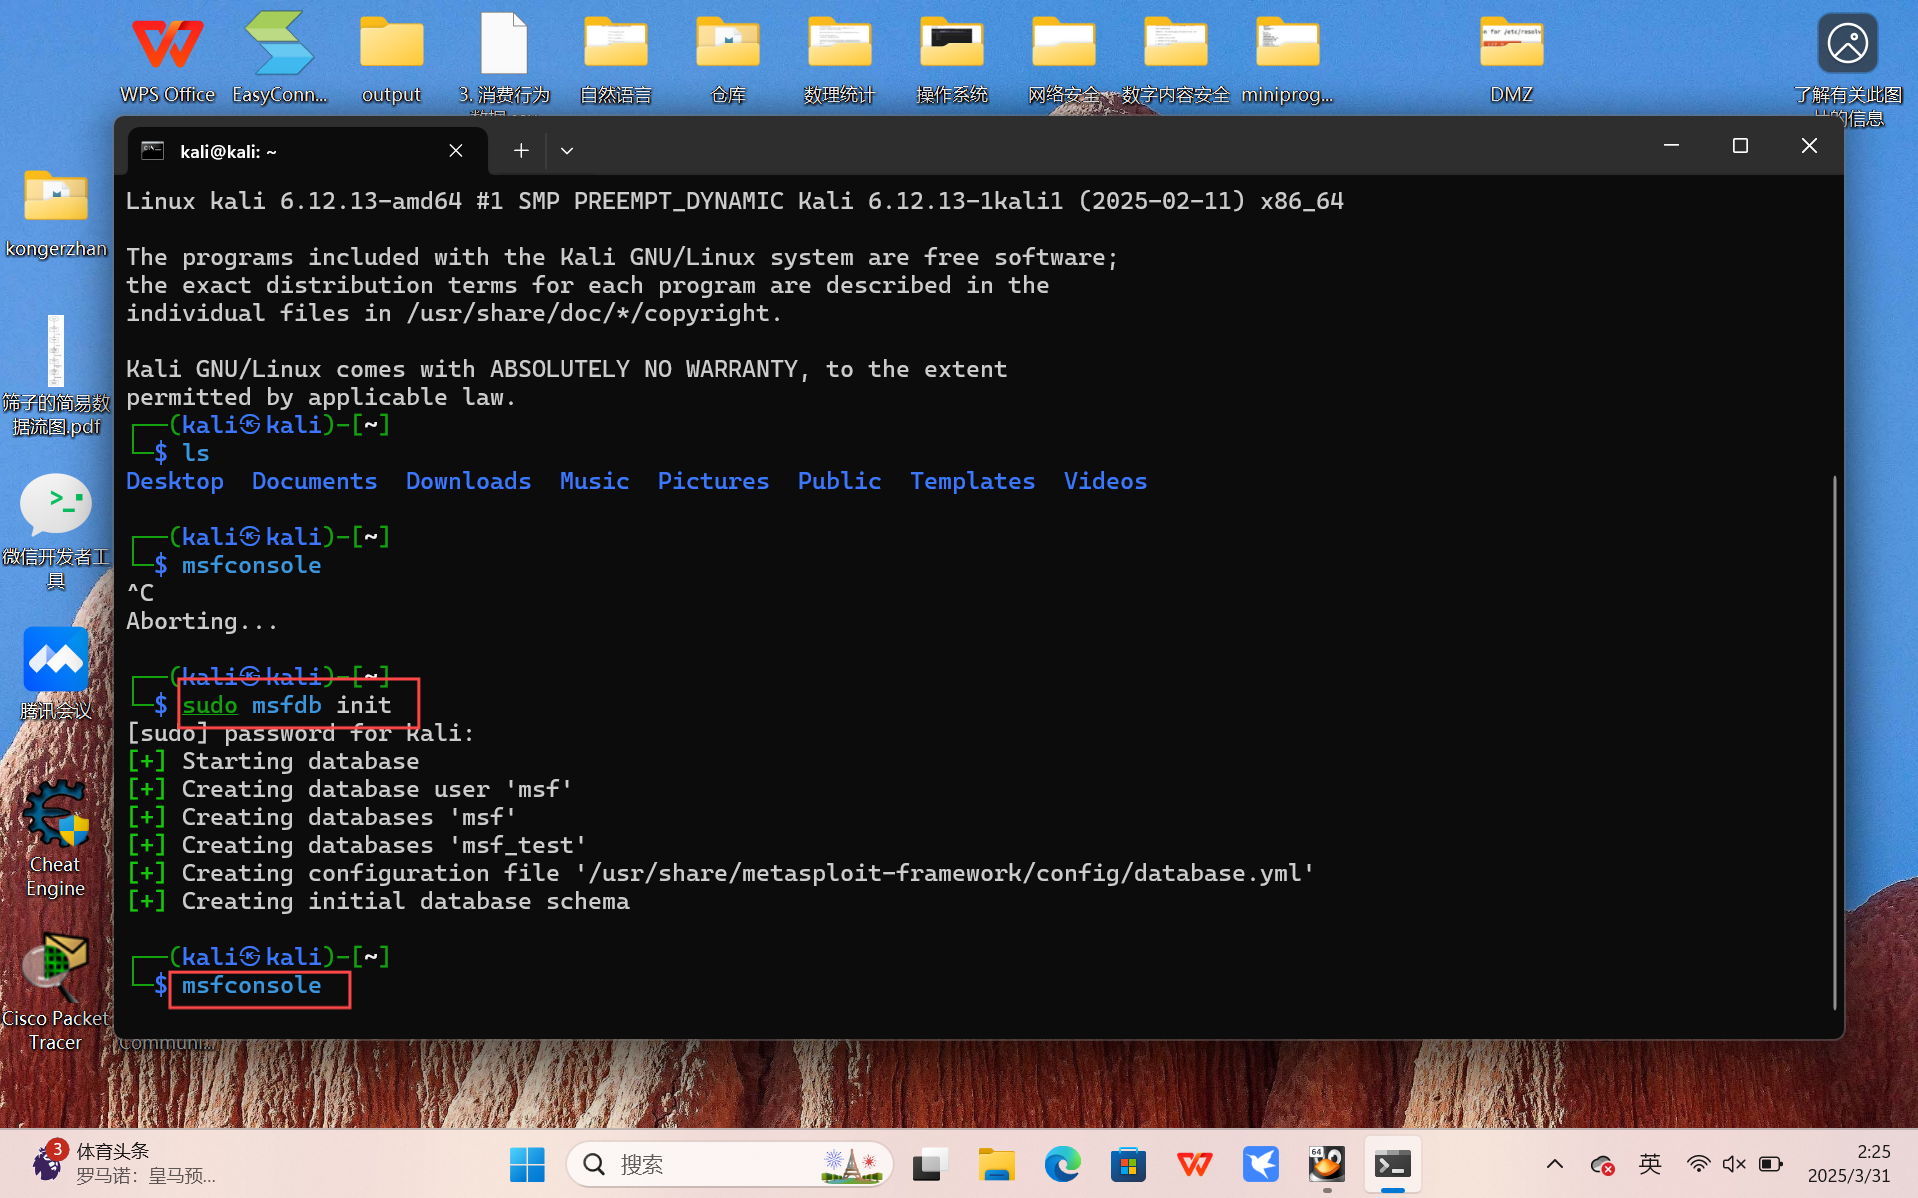 WPS Office
EasyConn...
output
3. 消费行为
自然语言
仓库
数理统计
操作系统
网络安全
数字内容安全
miniprog...
DMZ
了解有关此图
片的信息
kongerzhan
筛子的简易数
据流图.pdf
微信开发者工
具
腾讯会议
Cheat
Engine
Cisco Packet
Tracer
Communi...
kali@kali: ~
Linux kali 6.12.13-amd64 #1 SMP PREEMPT_DYNAMIC Kali 6.12.13-1kali1 (2025-02-11) x86_64
The programs included with the Kali GNU/Linux system are free software;
the exact distribution terms for each program are described in the
individual files in /usr/share/doc/*/copyright.
Kali GNU/Linux comes with ABSOLUTELY NO WARRANTY, to the extent
permitted by applicable law.
┌──(kali㉿kali)-[~]
└─$ ls
Desktop  Documents  Downloads  Music  Pictures  Public  Templates  Videos
┌──(kali㉿kali)-[~]
└─$ msfconsole
^C
Aborting...
┌──(kali㉿kali)-[~]
└─$ sudo msfdb init
[sudo] password for kali:
[+] Starting database
[+] Creating database user 'msf'
[+] Creating databases 'msf'
[+] Creating databases 'msf_test'
[+] Creating configuration file '/usr/share/metasploit-framework/config/database.yml'
[+] Creating initial database schema
┌──(kali㉿kali)-[~]
└─$ msfconsole
3
体育头条
罗马诺：皇马预...
搜索
64
英
2:25
2025/3/31